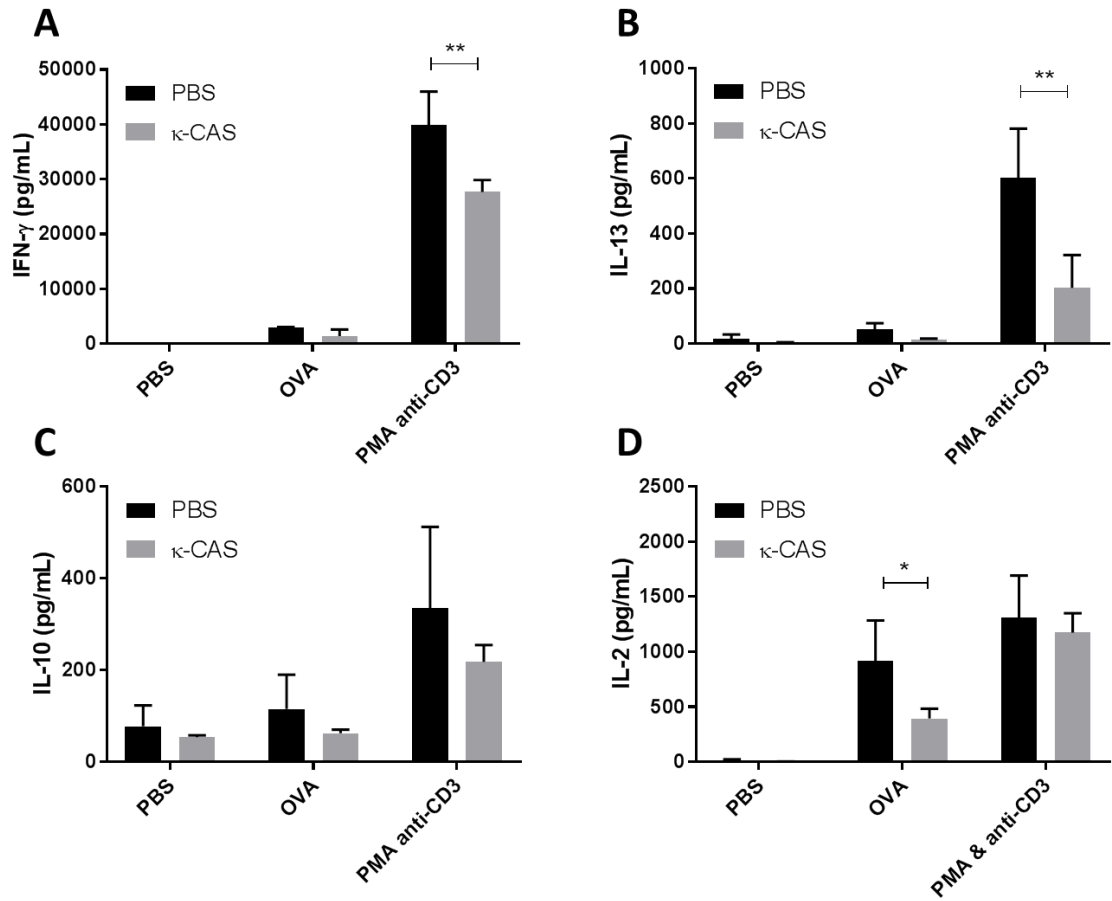 A
**
50000
40000
30000
20000
10000
0
IFN-γ (pg/mL)
PBS
κ-CAS
PBS
OVA
PMA anti-CD3
B
**
1000
800
600
400
200
0
IL-13 (pg/mL)
PBS
κ-CAS
PBS
OVA
PMA anti-CD3
C
600
400
200
0
IL-10 (pg/mL)
PBS
κ-CAS
PBS
OVA
PMA anti-CD3
D
*
2500
2000
1500
1000
500
0
IL-2 (pg/mL)
PBS
κ-CAS
PBS
OVA
PMA & anti-CD3